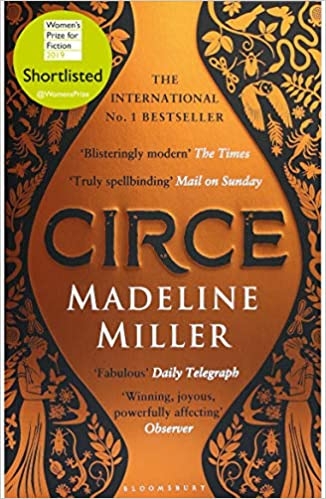 Women's
Prize for
Fiction
2019
Shortlisted
@WomensPrize
THE
INTERNATIONAL
No. 1 BESTSELLER
‘Blisteringly modern’ The Times
‘Truly spellbinding’ Mail on Sunday
CIRCE
MADELINE
MILLER
‘Fabulous’ Daily Telegraph
‘Winning, joyous,
powerfully affecting’
Observer
BLOOMSBURY